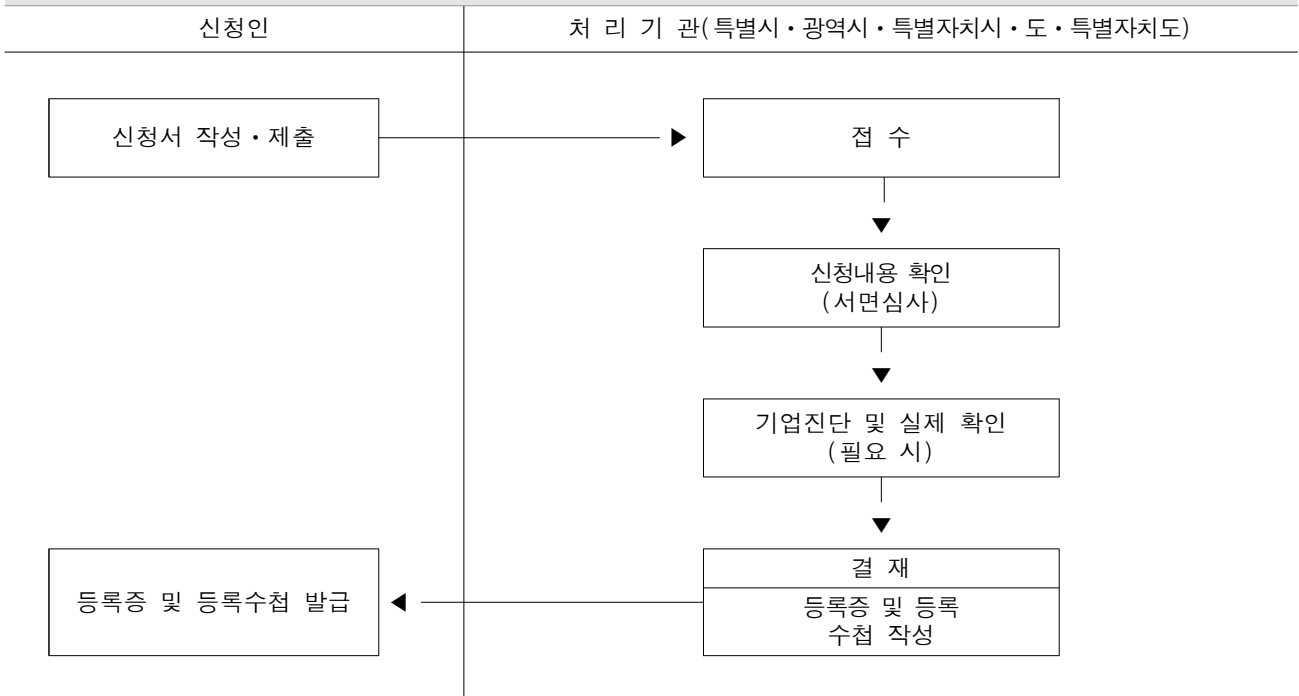 신청인
처 리 기 관(특별시・광역시・특별자치시・도・특별자치도)
신청서 작성・제출
접 수
신청내용 확인
(서면심사)
기업진단 및 실제 확인
(필요 시)
결 재
등록증 및 등록
수첩 작성
등록증 및 등록수첩 발급